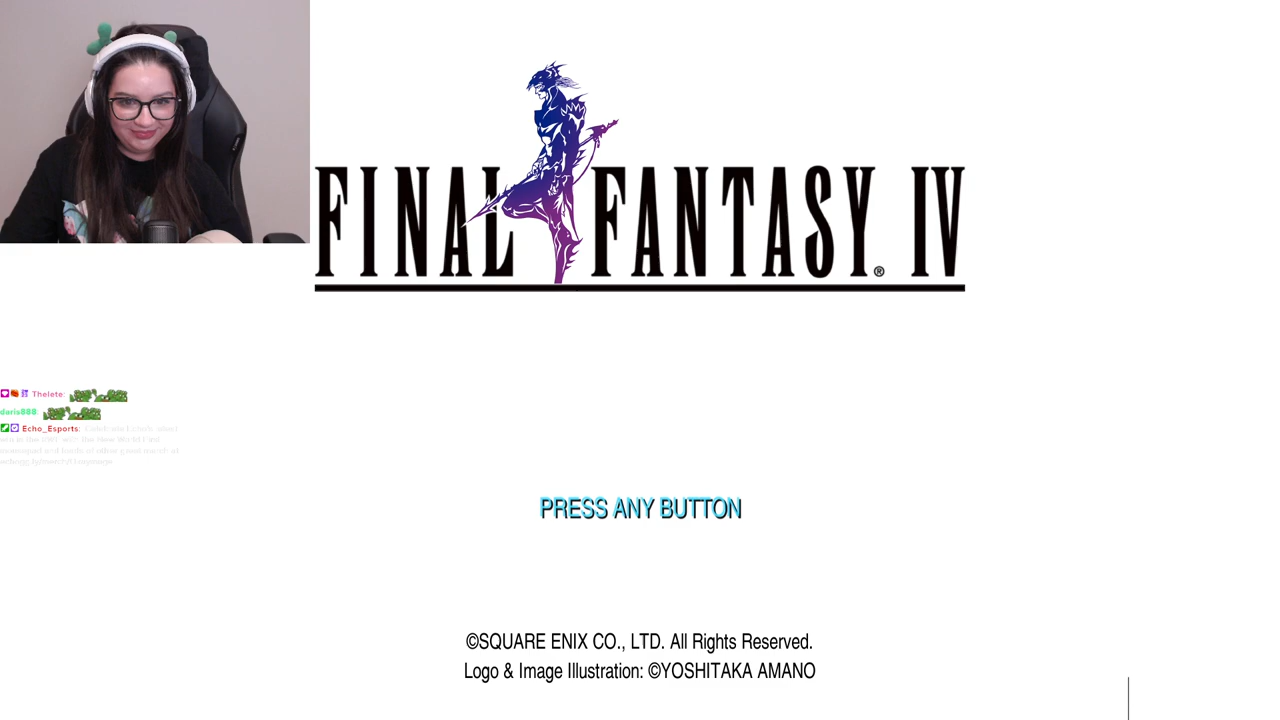 FINAL FANTASY® IV
Thelete:
doris888:
Echo_Esports:
PRESS ANY BUTTON
©SQUARE ENIX CO., LTD. All Rights Reserved.
Logo & Image Illustration: ©YOSHITAKA AMANO